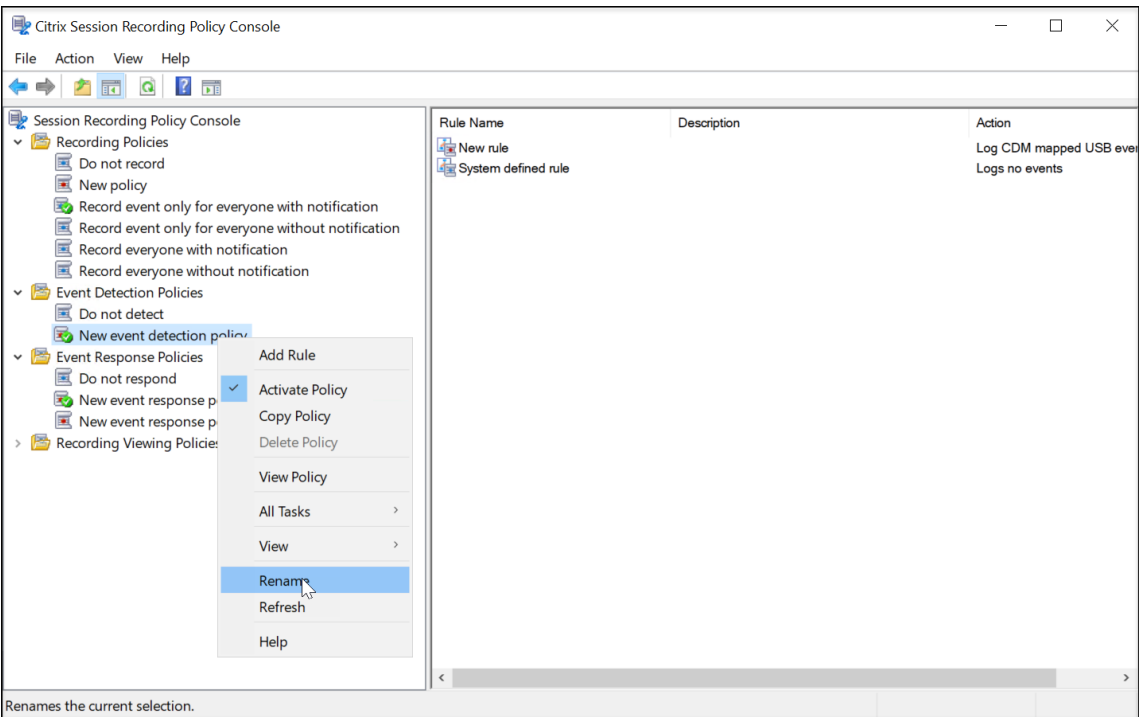 Citrix Session Recording Policy Console
File Action View Help
Session Recording Policy Console
Recording Policies
Do not record
New policy
Record event only for everyone with notification
Record event only for everyone without notification
Record everyone with notification
Record everyone without notification
Event Detection Policies
Do not detect
New event detection policy
Event Response Policies
Do not respond
New event response p
New event response p
Recording Viewing Policies
Add Rule
Activate Policy
Copy Policy
Delete Policy
View Policy
All Tasks
View
Rename
Refresh
Help
Rule Name Description Action
New rule Log CDM mapped USB ever
System defined rule Logs no events
Renames the current selection.